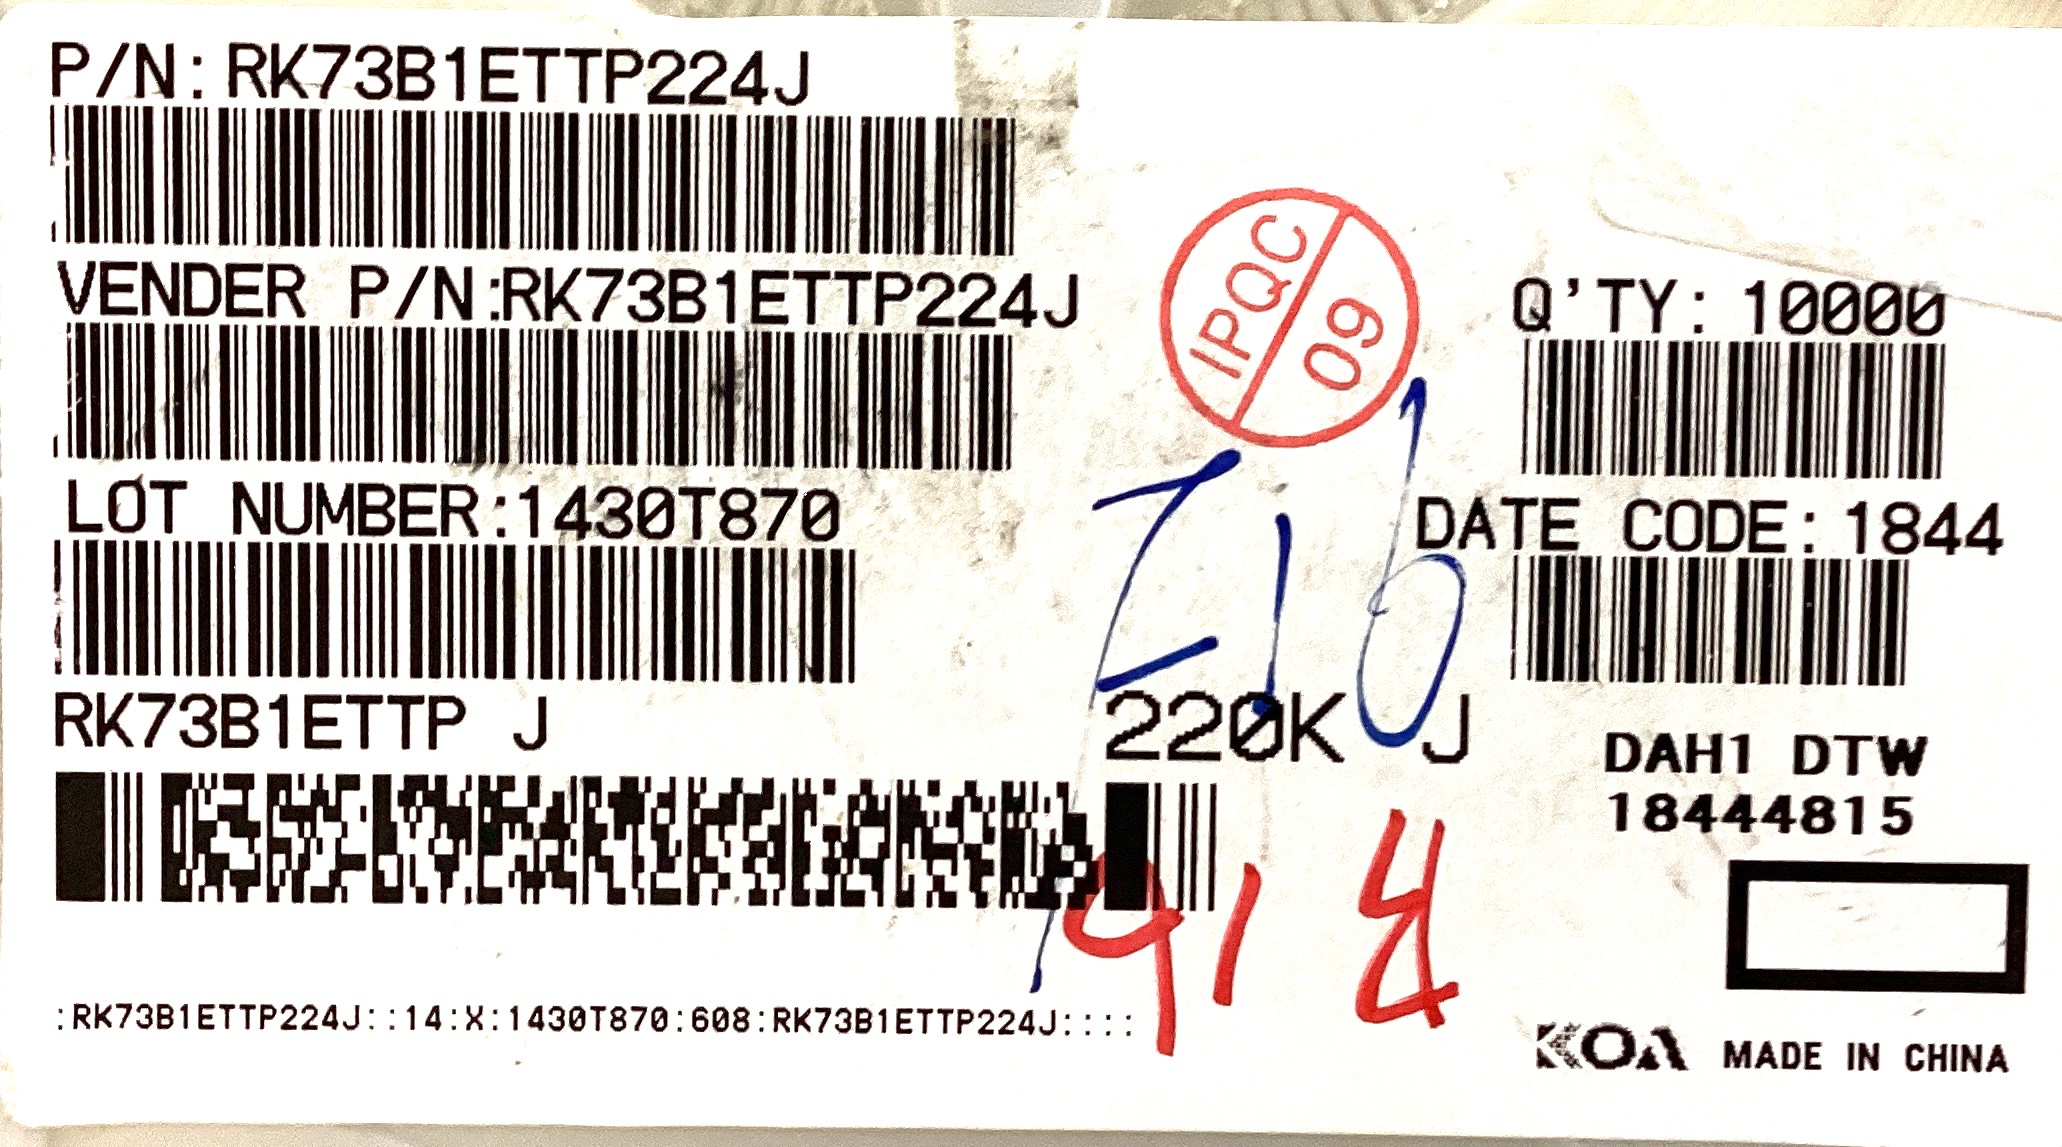 P/N: RK73B1ETTP224J
VENDER P/N:RK73B1ETTP224J
LOT NUMBER:1430T870
RK73B1ETTP J
220K J
IPQC
09
Q'TY: 10000
DATE CODE: 1844
DAH1 DTW
18444815
:RK73B1ETTP224J::14:X:1430T870:608:RK73B1ETTP224J::::
KOA MADE IN CHINA